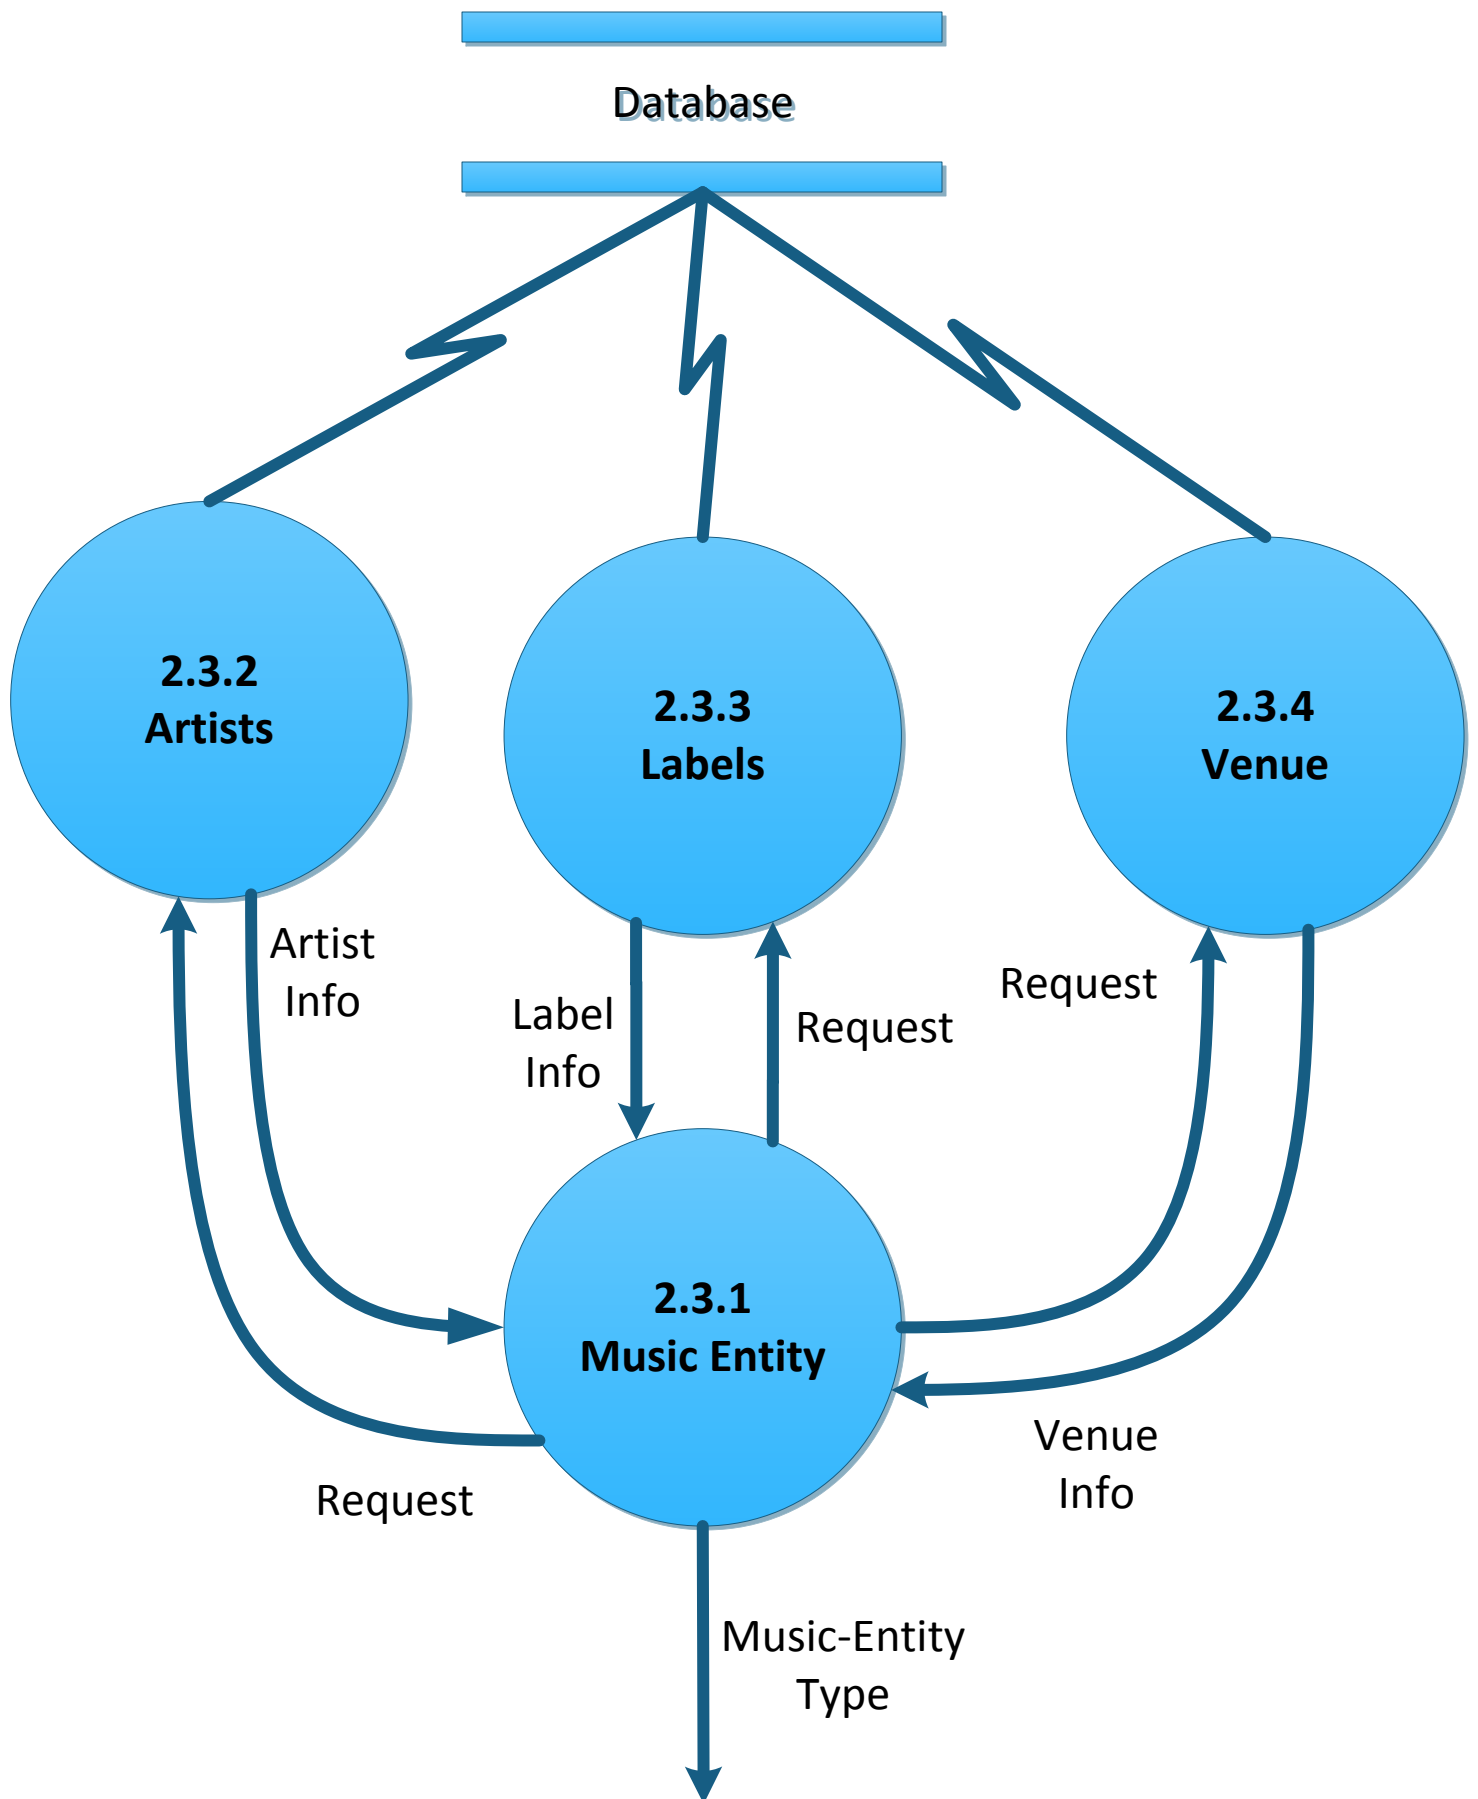 Database
2.3.2
Artists
2.3.3
Labels
2.3.4
Venue
Artist
Info
Label
Info
Request
Request
2.3.1
Music Entity
Request
Venue
Info
Music-Entity
Type